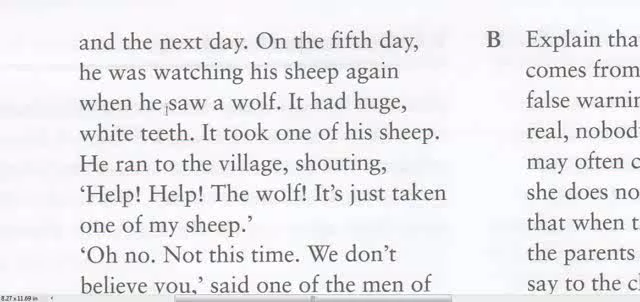 and the next day. On the fifth day,
he was watching his sheep again
when he saw a wolf. It had huge,
white teeth. It took one of his sheep.
He ran to the village, shouting,
‘Help! Help! The wolf! It’s just taken
one of my sheep.’
‘Oh no. Not this time. We don’t
believe you,’ said one of the men of
B Explain tha
comes from
false warnin
real, nobod
may often c
she does no
that when t
the parents
say to the c
8.27 x 11.69 in